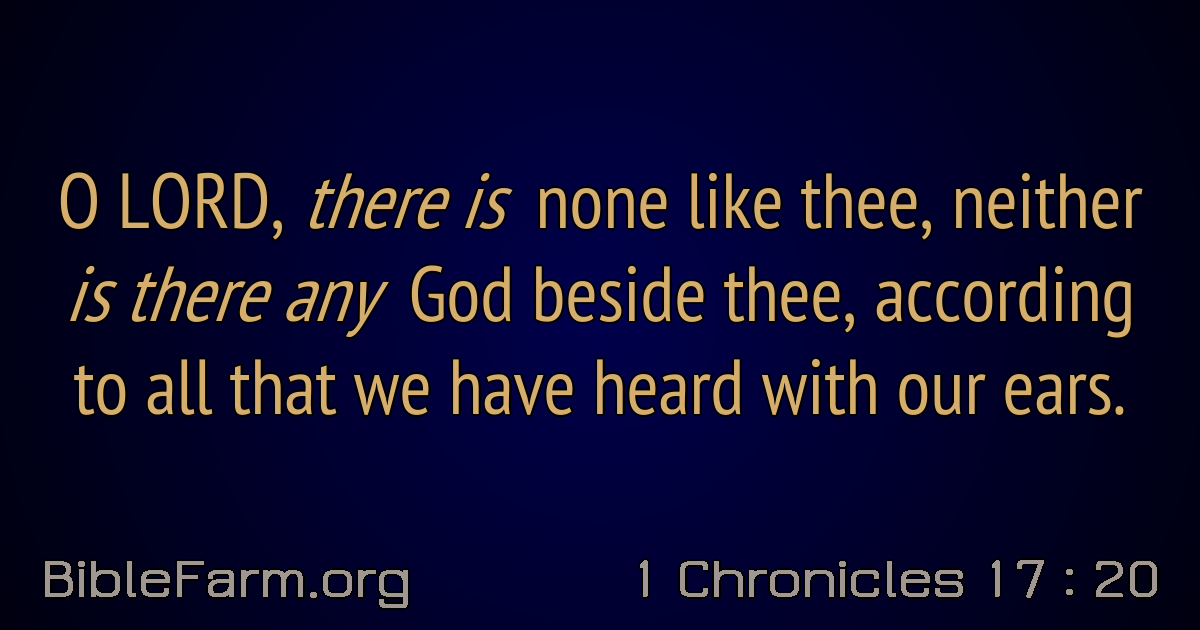 O LORD, there is none like thee, neither
is there any God beside thee, according
to all that we have heard with our ears.
BibleFarm.org
1 Chronicles 17 : 20